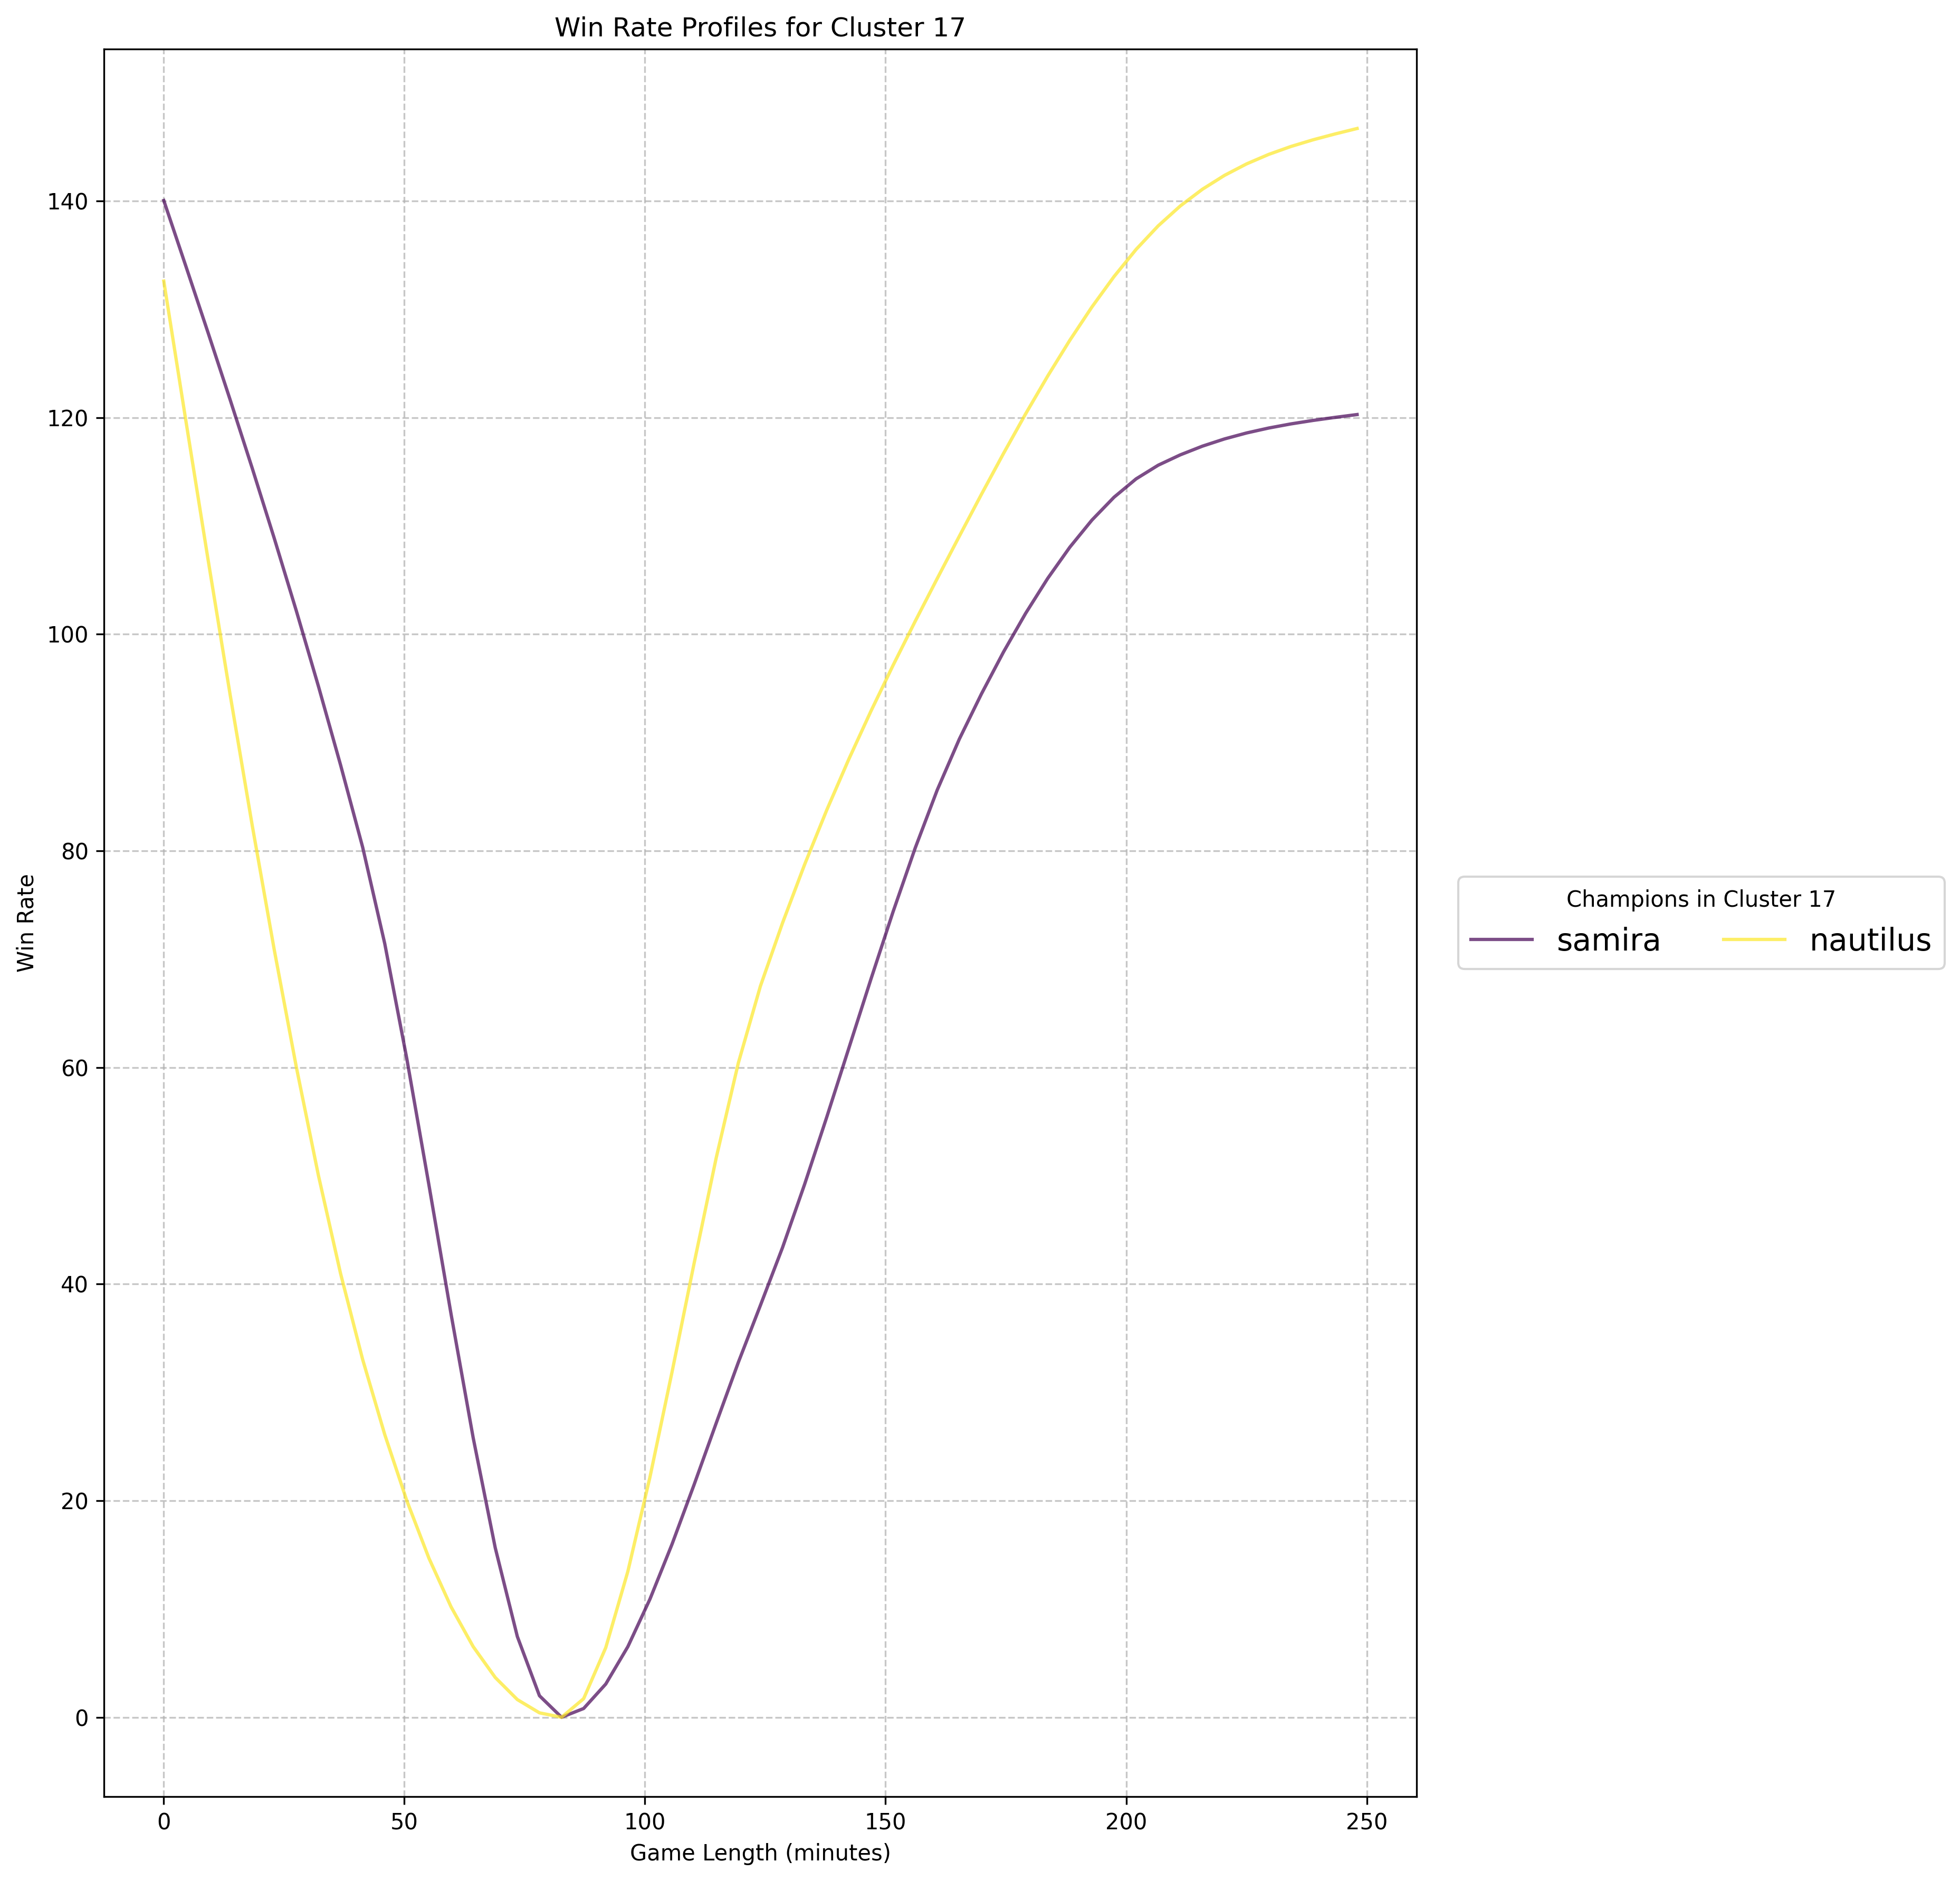 Win Rate Profiles for Cluster 17
Win Rate
140
120
100
80
60
40
20
0
0 50 100 150 200 250
Game Length (minutes)
Champions in Cluster 17
samira nautilus